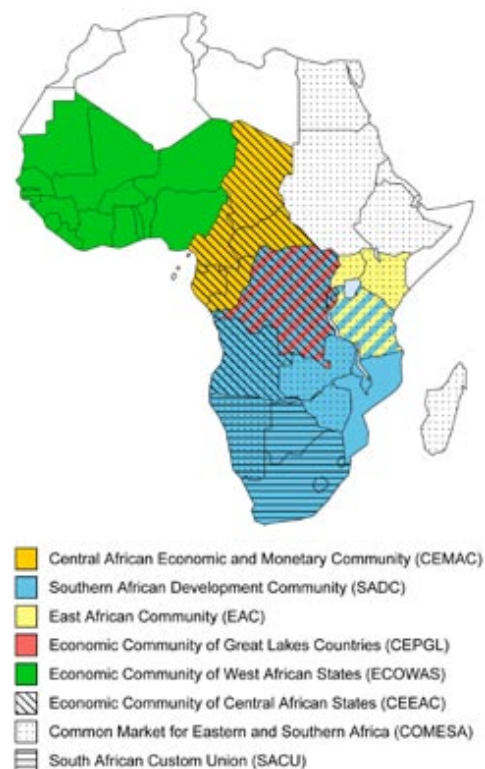 Central African Economic and Monetary Community (CEMAC)
Southern African Development Community (SADC)
East African Community (EAC)
Economic Community of Great Lakes Countries (CEPGL)
Economic Community of West African States (ECOWAS)
Economic Community of Central African States (CEEAC)
Common Market for Eastern and Southern Africa (COMESA)
South African Custom Union (SACU)